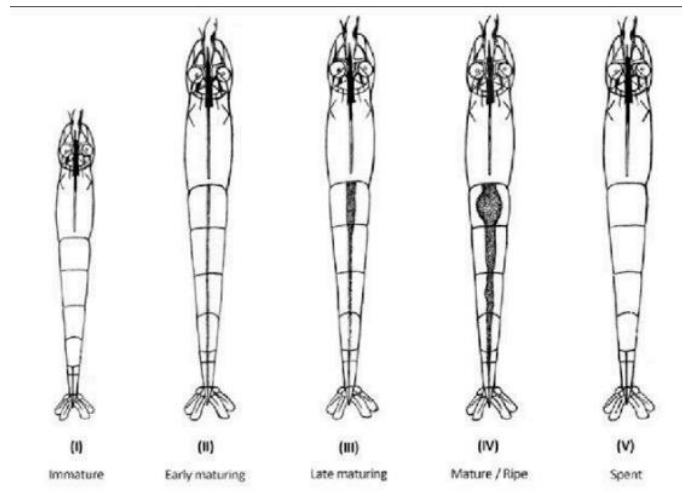 (I) (II) (III) (IV) (V)
Immature Early maturing Late maturing Mature / Ripe Spent